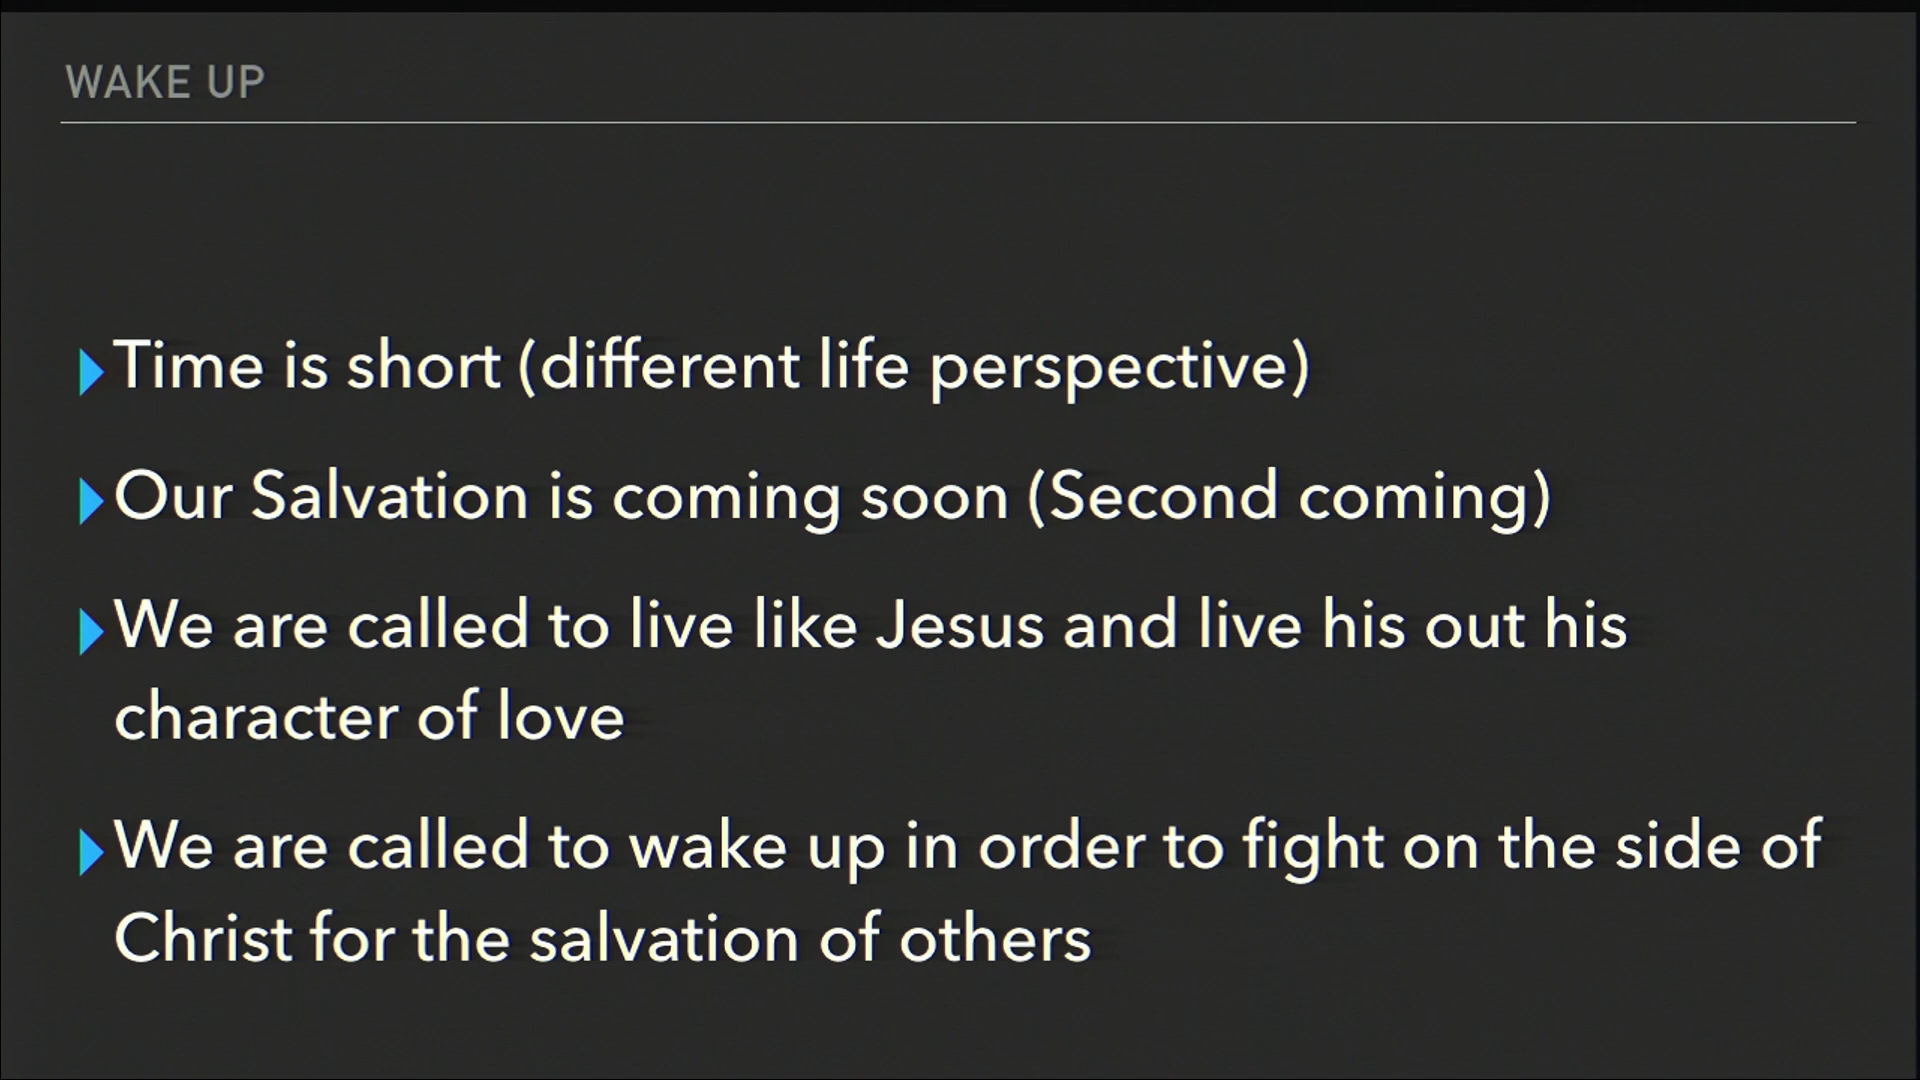 WAKE UP
Time is short (different life perspective)
Our Salvation is coming soon (Second coming)
We are called to live like Jesus and live his out his
character of love
We are called to wake up in order to fight on the side of
Christ for the salvation of others